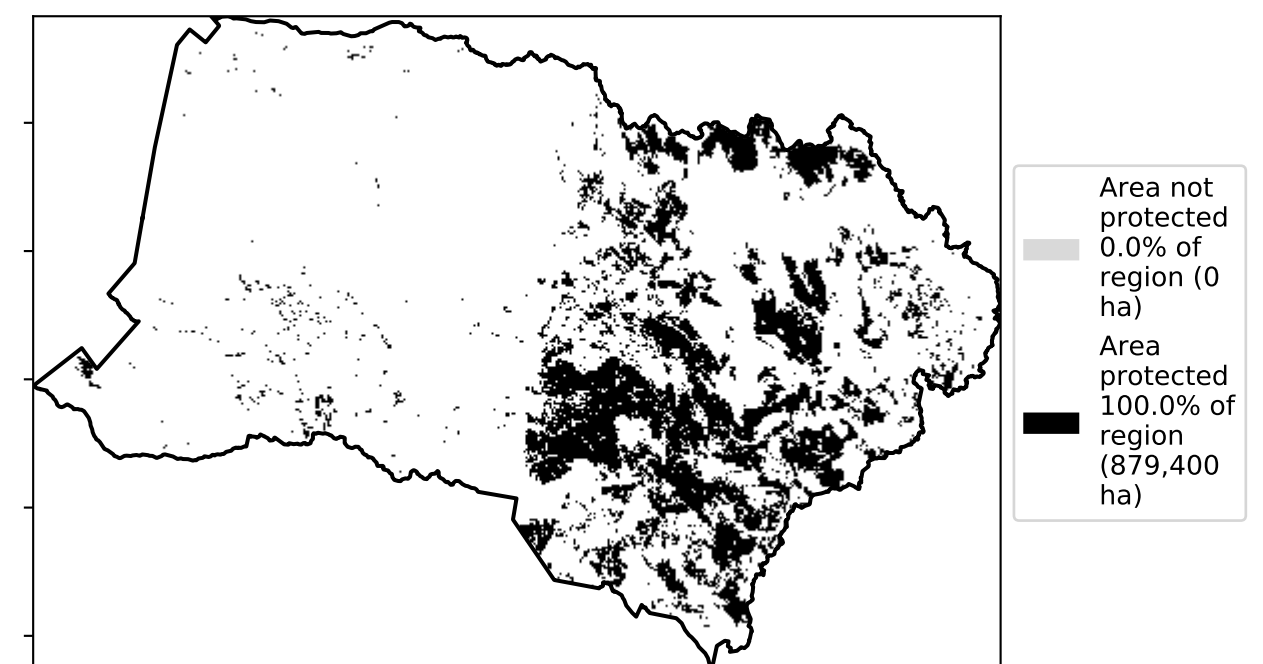 Area not
protected
0.0% of
region (0
ha)
Area
protected
100.0% of
region
(879,400
ha)